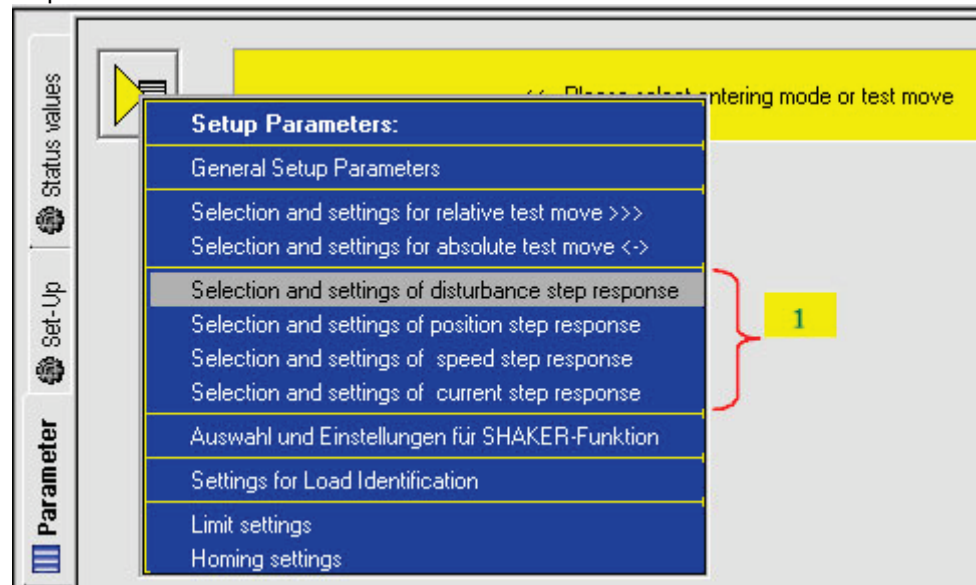 Please select entering mode or test move
Setup Parameters:
General Setup Parameters
Selection and settings for relative test move >>>
Selection and settings for absolute test move <->
Selection and settings of disturbance step response
Selection and settings of position step response
Selection and settings of speed step response
Selection and settings of current step response
Auswahl und Einstellungen für SHAKER-Funktion
Settings for Load Identification
Limit settings
Homing settings
1
Status values
Set-Up
Parameter